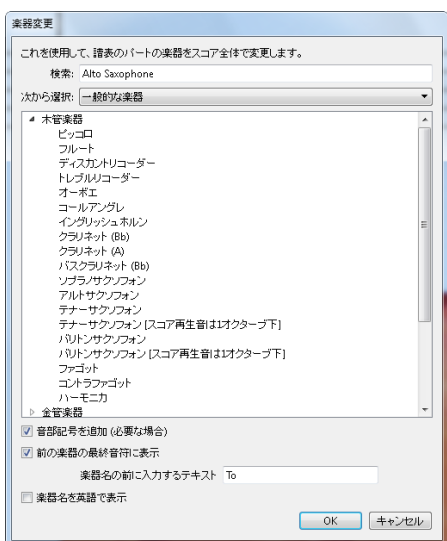 楽器変更
これを使用して、譜表のパートの楽器をスコア全体で変更します。
検索: Alto Saxophone
次から選択: 一般的な楽器
木管楽器
ピッコロ
フルート
ディスカントリコーダー
トレブルリコーダー
オーボエ
コールアングレ
イングリッシュホルン
クラリネット (Bb)
クラリネット (A)
バスクラリネット (Bb)
ソプラノサクソフォン
アルトサクソフォン
テナーサクソフォン
テナーサクソフォン [スコア再生音は1オクターブ下]
バリトンサクソフォン
バリトンサクソフォン [スコア再生音は1オクターブ下]
ファゴット
コントラファゴット
ハーモニカ
金管楽器
音部記号を追加 (必要な場合)
前の楽器の最終音符に表示
楽器名の前に入力するテキスト To
楽器名を英語で表示
OK キャンセル